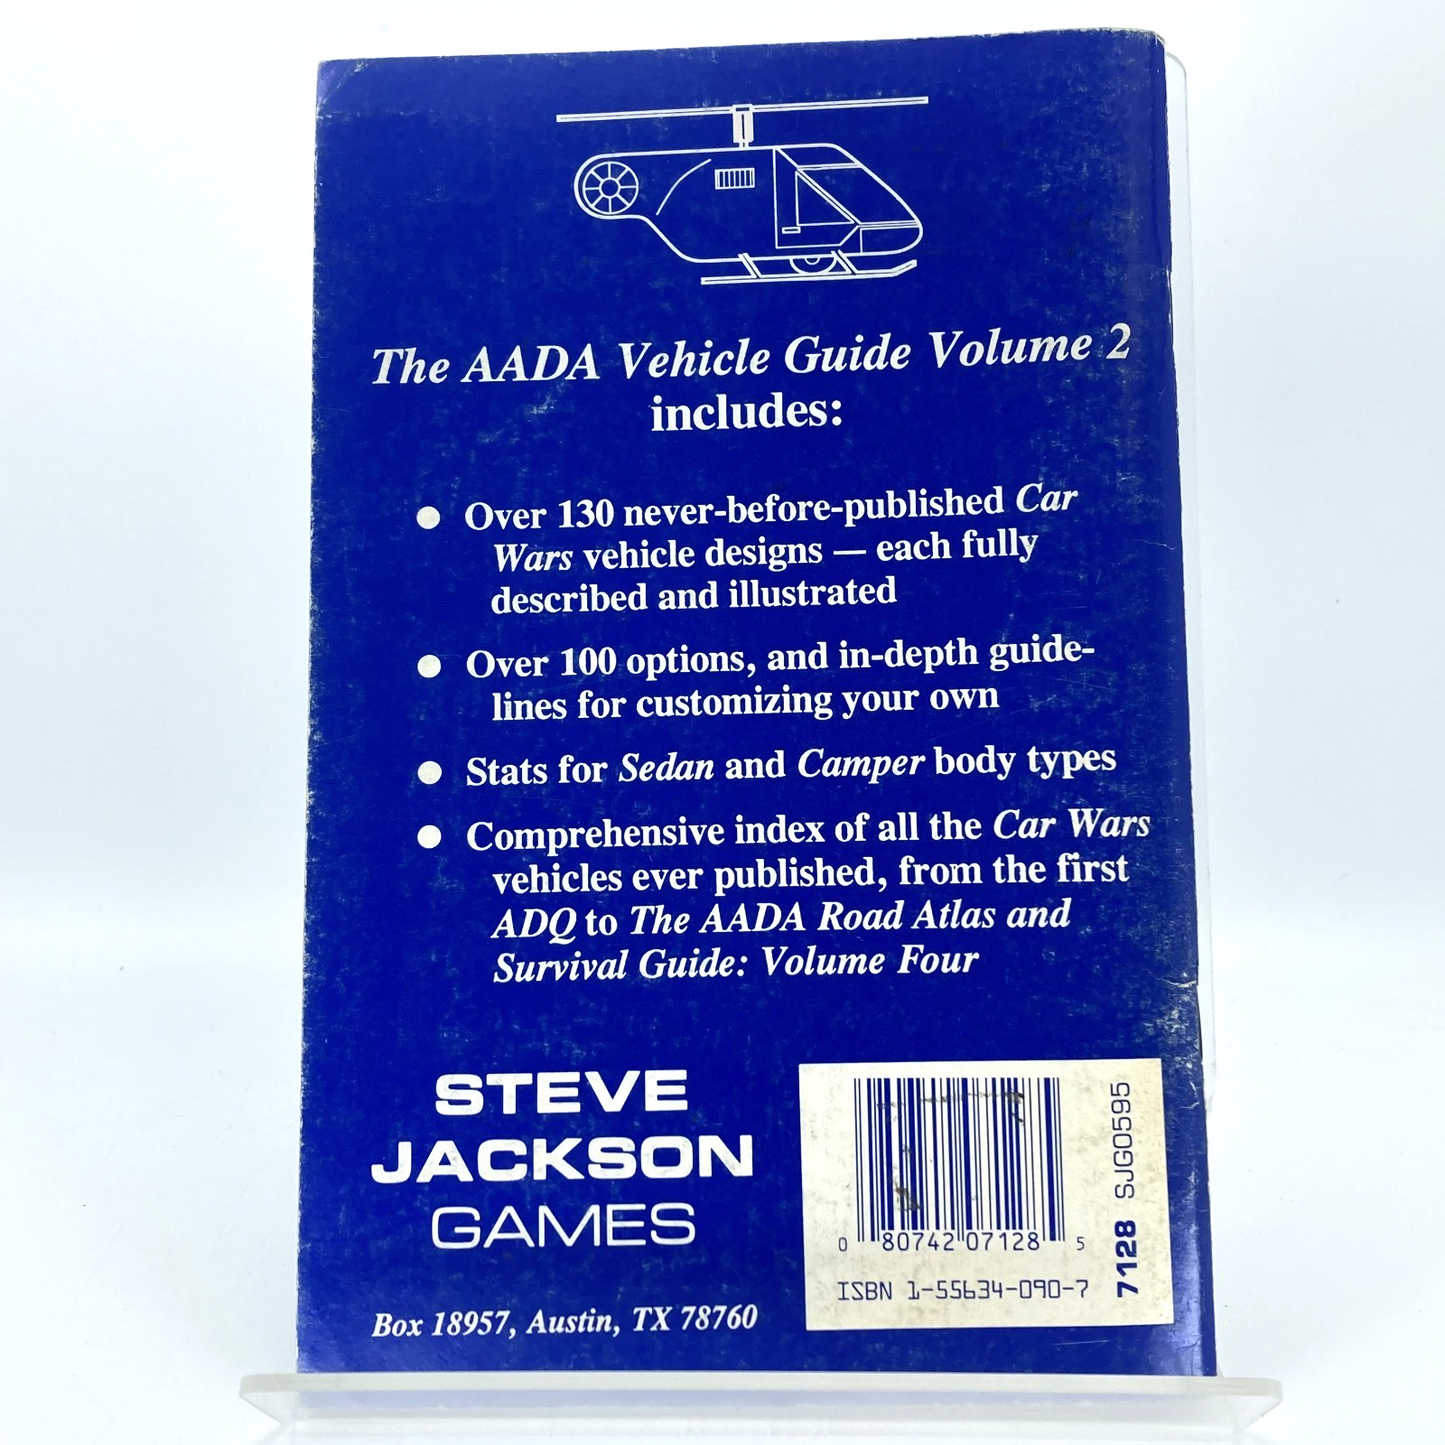 The AADA Vehicle Guide Volume 2
includes:
● Over 130 never-before-published Car
Wars vehicle designs — each fully
described and illustrated
● Over 100 options, and in-depth guide-
lines for customizing your own
● Stats for Sedan and Camper body types
● Comprehensive index of all the Car Wars
vehicles ever published, from the first
ADQ to The AADA Road Atlas and
Survival Guide: Volume Four
STEVE
JACKSON
GAMES
Box 18957, Austin, TX 78760
0 80742 07128 5
ISBN 1-55634-090-7
7128 SJG0595